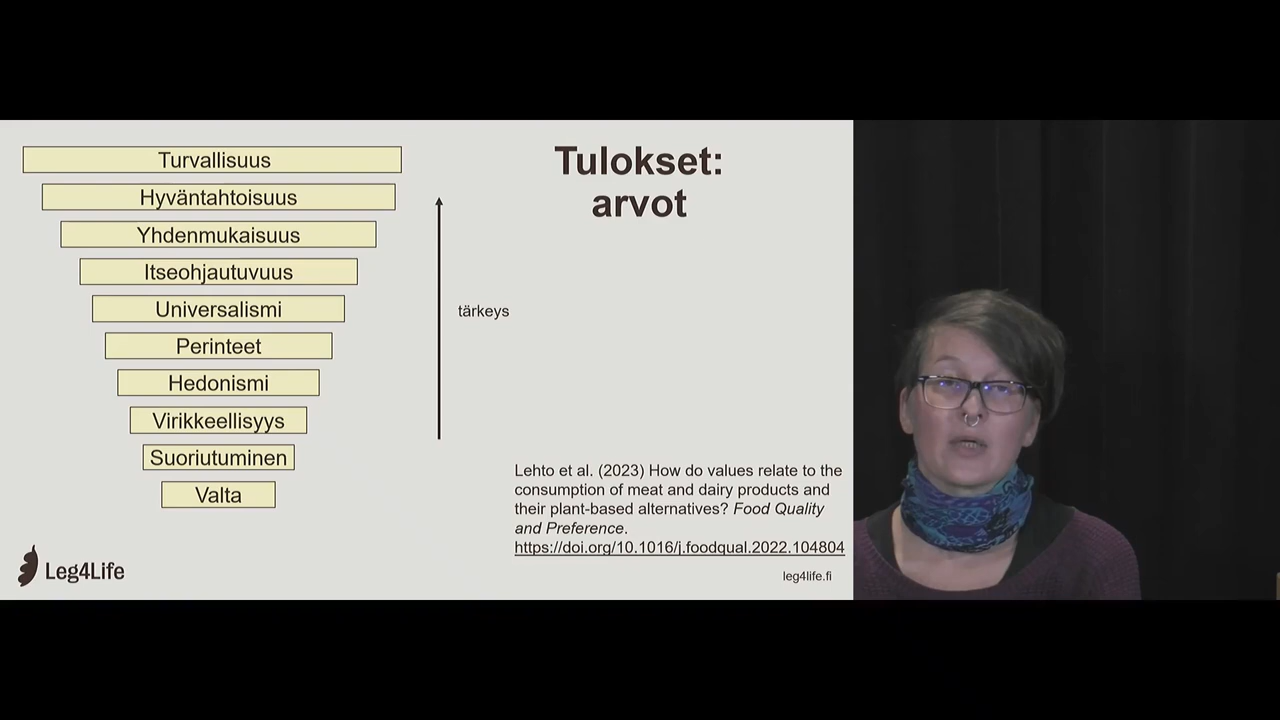 Turvallisuus
Hyväntahtoisuus
Yhdenmukaisuus
Itseohjautuvuus
Universalismi
Perinteet
Hedonismi
Virikkeellisyys
Suoriutuminen
Valta
tärkeys
Tulokset:
arvot
Lehto et al. (2023) How do values relate to the
consumption of meat and dairy products and
their plant-based alternatives? Food Quality
and Preference.
https://doi.org/10.1016/j.foodqual.2022.104804
Leg4Life
leg4life.fi